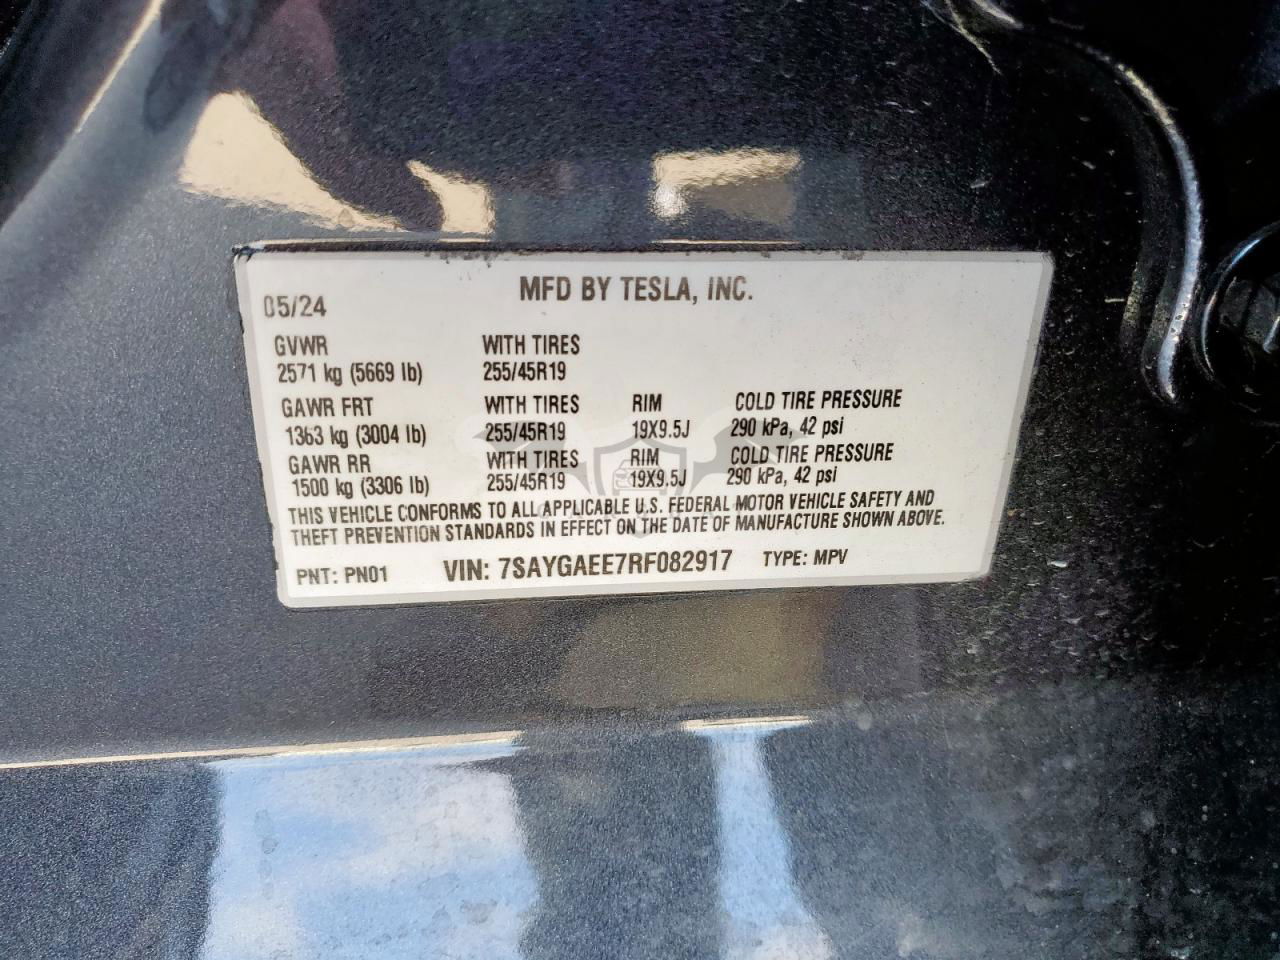 MFD BY TESLA, INC.
05/24
GVWR WITH TIRES
2571 kg (5669 lb) 255/45R19
GAWR FRT WITH TIRES RIM COLD TIRE PRESSURE
1363 kg (3004 lb) 255/45R19 19X9.5J 290 kPa, 42 psi
GAWR RR WITH TIRES RIM COLD TIRE PRESSURE
1500 kg (3306 lb) 255/45R19 19X9.5J 290 kPa, 42 psi
THIS VEHICLE CONFORMS TO ALL APPLICABLE U.S. FEDERAL MOTOR VEHICLE SAFETY AND
THEFT PREVENTION STANDARDS IN EFFECT ON THE DATE OF MANUFACTURE SHOWN ABOVE.
PNT: PN01 VIN: 7SAYGAEE7RF082917 TYPE: MPV